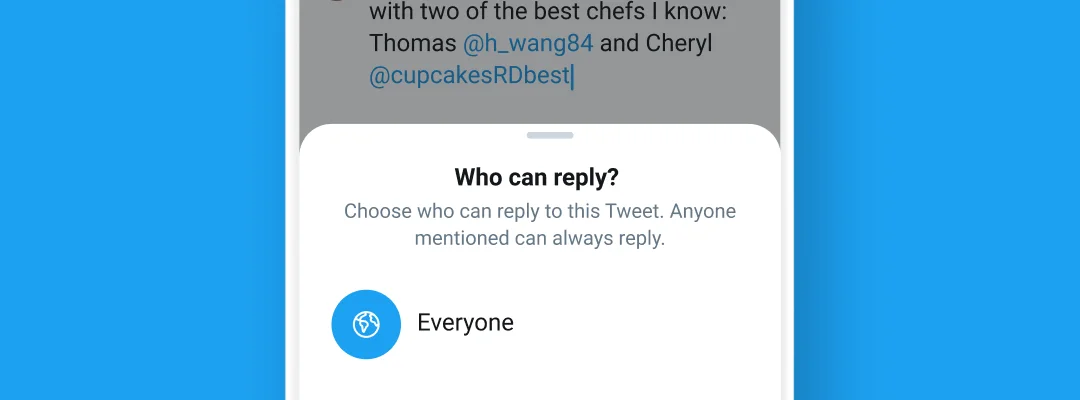 with two of the best chefs I know:
Thomas @h_wang84 and Cheryl
@cupcakesRDbest
Who can reply?
Choose who can reply to this Tweet. Anyone
mentioned can always reply.
Everyone